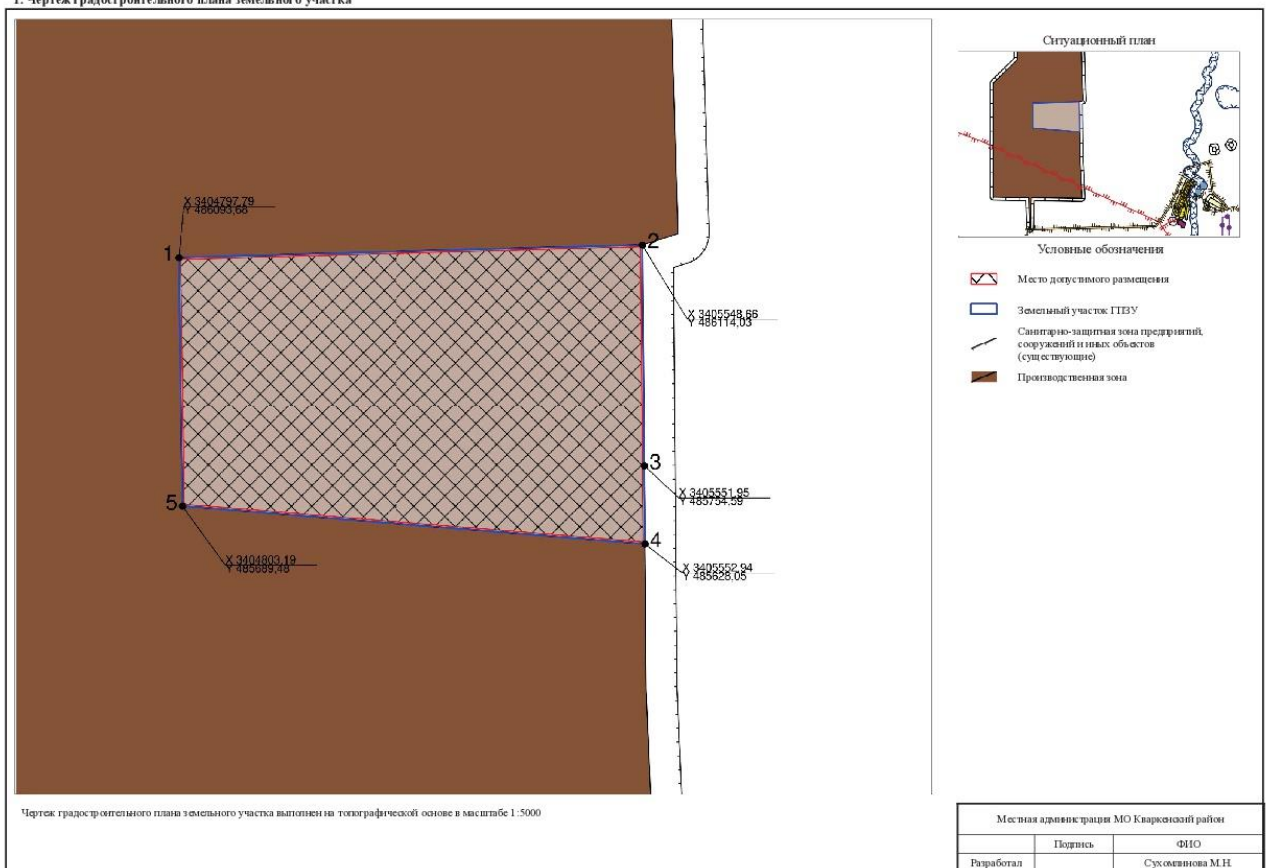 1. Чертеж градостроительного плана земельного участка
Ситуационный план
X 3404797,79
Y 486093,68
1
2
X 3405548,66
Y 486114,03
3
X 3405551,95
Y 485754,59
4
X 3405552,94
Y 485628,05
5
X 3404803,19
Y 485689,48
Условные обозначения
Место допустимого размещения
Земельный участок ГПЗУ
Санитарно-защитная зона предприятий,
сооружений и иных объектов
(существующие)
Производственная зона
Чертеж градостроительного плана земельного участка выполнен на топографической основе в масштабе 1:5000
Местная администрация МО Кваркенский район
Подпись ФИО
Разработал Сухомлинова М.Н.